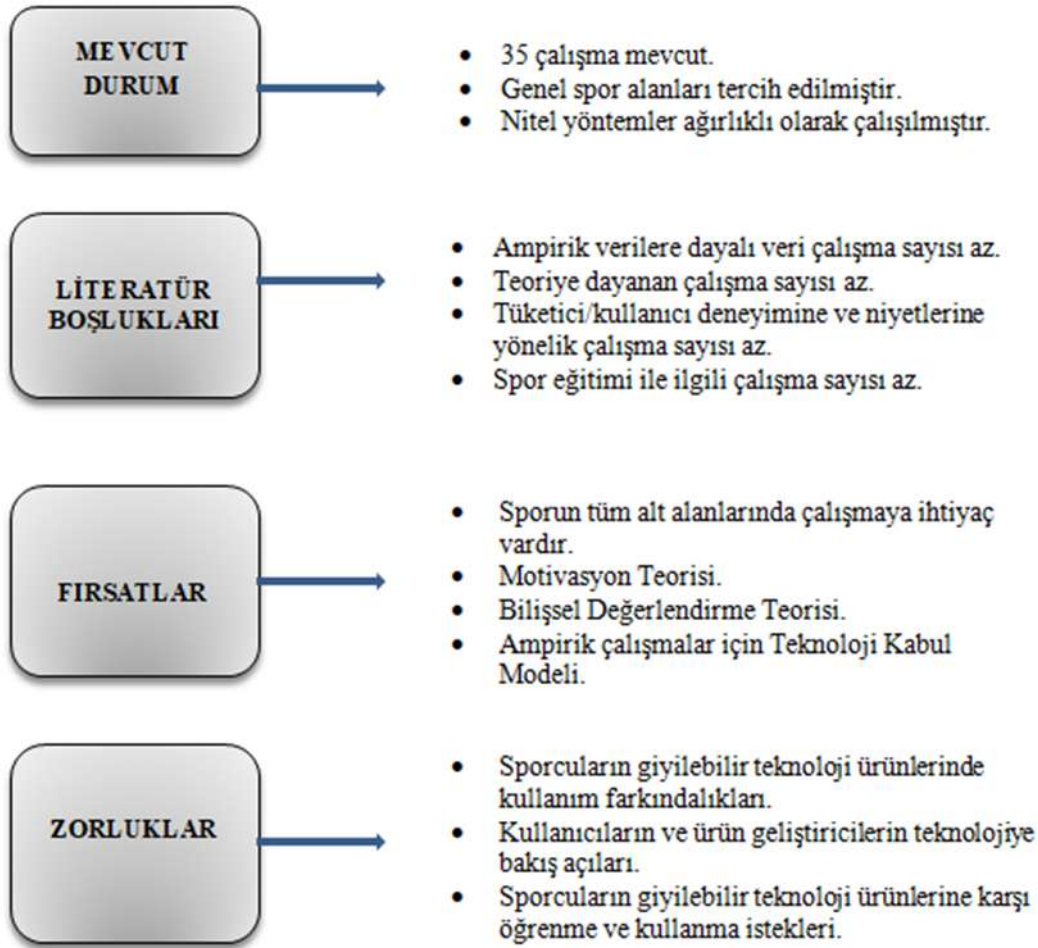 MEVCUT
DURUM
• 35 çalışma mevcut.
• Genel spor alanları tercih edilmiştir.
• Nitel yöntemler ağırlıklı olarak çalışılmıştır.
LİTERATÜR
BOŞLUKLARI
• Ampirik verilere dayalı veri çalışma sayısı az.
• Teoriye dayanan çalışma sayısı az.
• Tüketici/kullanıcı deneyimine ve niyetlerine
yönelik çalışma sayısı az.
• Spor eğitimi ile ilgili çalışma sayısı az.
FIRSATLAR
• Sporun tüm alt alanlarında çalışmaya ihtiyaç
vardır.
• Motivasyon Teorisi.
• Bilişsel Değerlendirme Teorisi.
• Ampirik çalışmalar için Teknoloji Kabul
Modeli.
ZORLUKLAR
• Sporcuların giyilebilir teknoloji ürünlerinde
kullanım farkındalıkları.
• Kullanıcıların ve ürün geliştiricilerin teknolojiye
bakış açıları.
• Sporcuların giyilebilir teknoloji ürünlerine karşı
öğrenme ve kullanma istekleri.